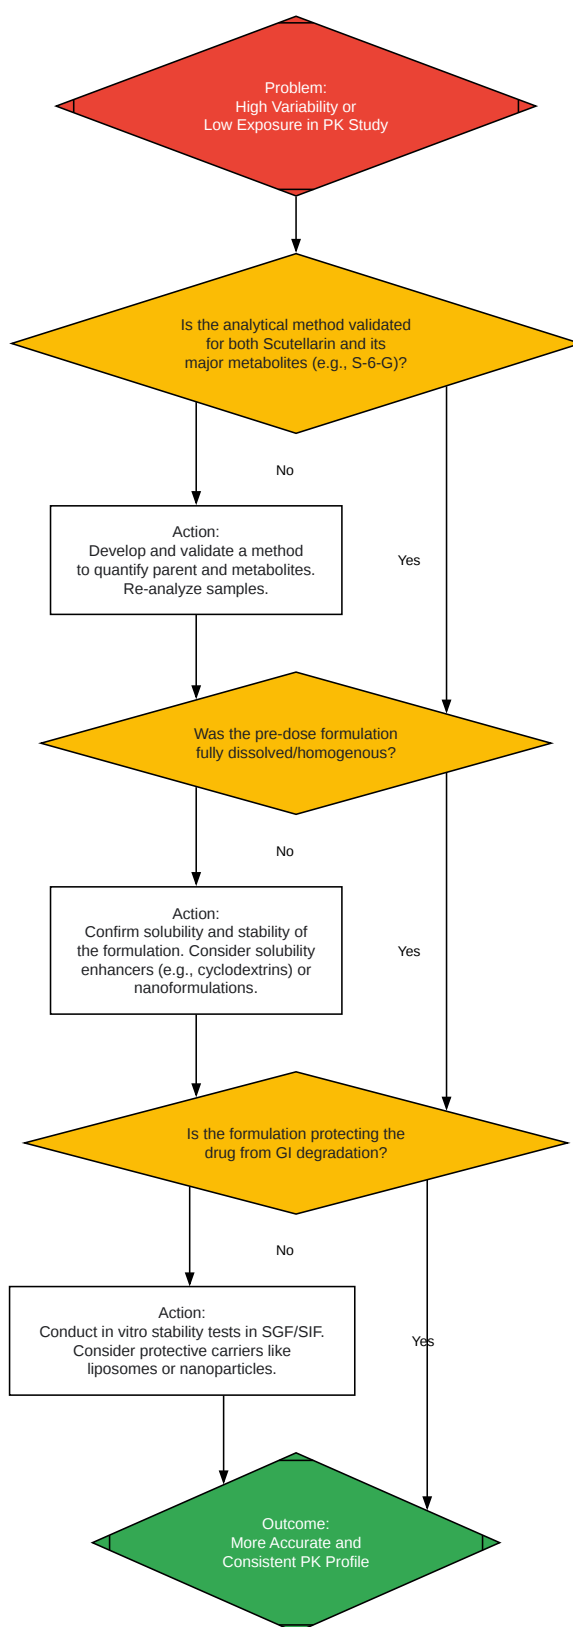 Problem:
High Variability or
Low Exposure in PK Study
Is the analytical method validated
for both Scutellarin and its
major metabolites (e.g., S-6-G)?
No
Action:
Develop and validate a method
to quantify parent and metabolites.
Re-analyze samples.
Yes
Was the pre-dose formulation
fully dissolved/homogenous?
No
Action:
Confirm solubility and stability of
the formulation. Consider solubility
enhancers (e.g., cyclodextrins) or
nanoformulations.
Yes
Is the formulation protecting the
drug from GI degradation?
No
Action:
Conduct in vitro stability tests in SGF/SIF.
Consider protective carriers like
liposomes or nanoparticles.
Yes
Outcome:
More Accurate and
Consistent PK Profile